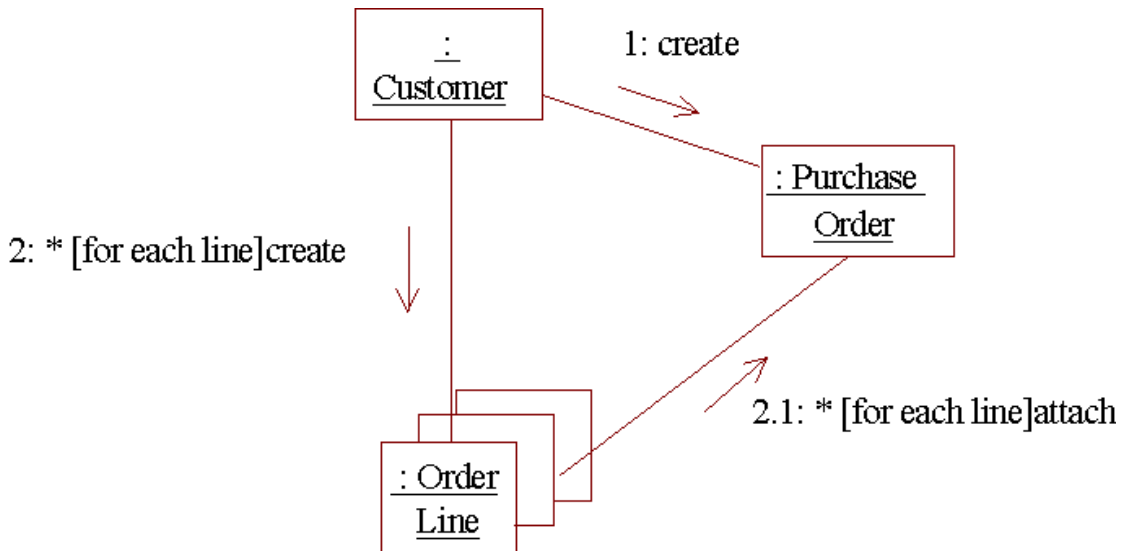 :
Customer
1: create
: Purchase
Order
2: * [for each line]create
2.1: * [for each line]attach
: Order
Line